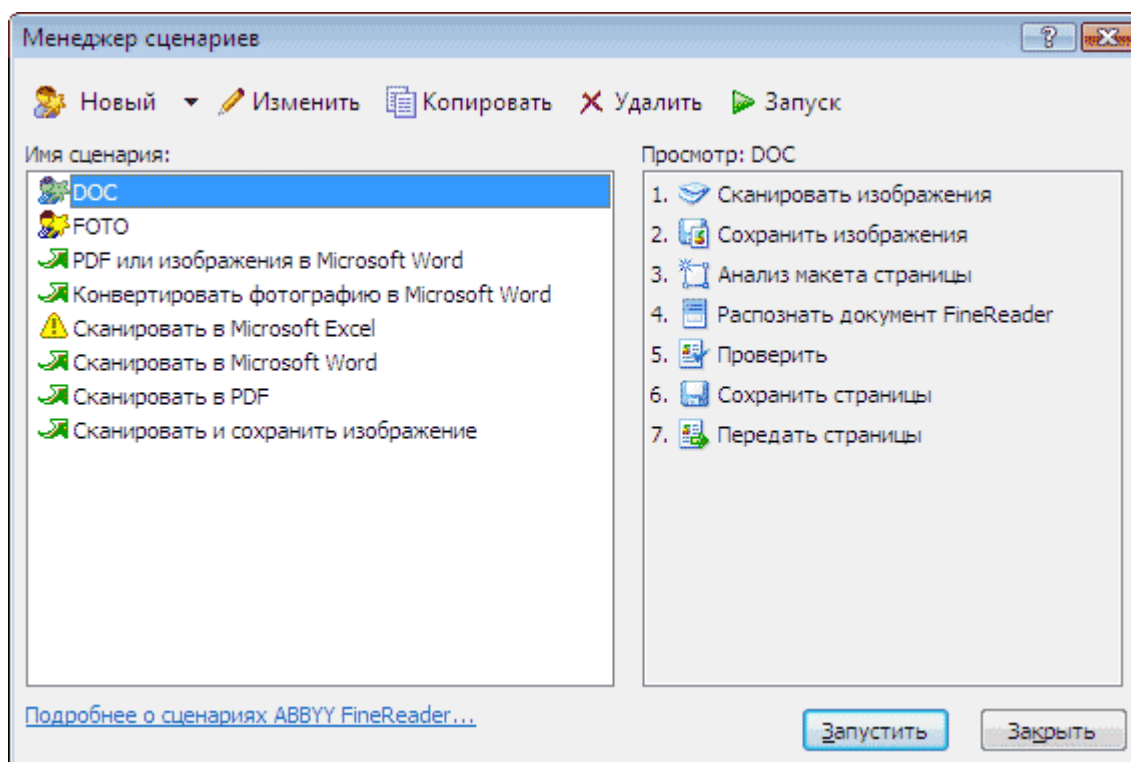 Менеджер сценариев
Новый Изменить Копировать Удалить Запуск
Имя сценария:
DOC
FOTO
PDF или изображения в Microsoft Word
Конвертировать фотографию в Microsoft Word
Сканировать в Microsoft Excel
Сканировать в Microsoft Word
Сканировать в PDF
Сканировать и сохранить изображение
Просмотр: DOC
1. Сканировать изображения
2. Сохранить изображения
3. Анализ макета страницы
4. Распознать документ FineReader
5. Проверить
6. Сохранить страницы
7. Передать страницы
Подробнее о сценариях ABBYY FineReader...
Запустить Закрыть